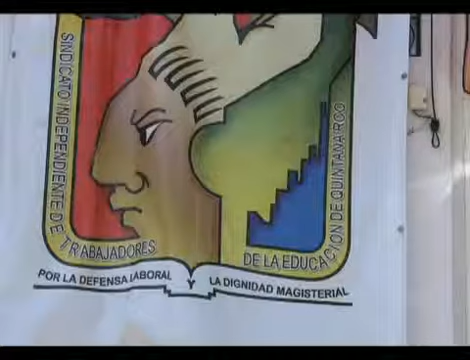 SINDICATO INDEPENDIENTE DE TRABAJADORES
DE LA EDUCACION DE QUINTANA ROO
POR LA DEFENSA LABORAL Y LA DIGNIDAD MAGISTERIAL